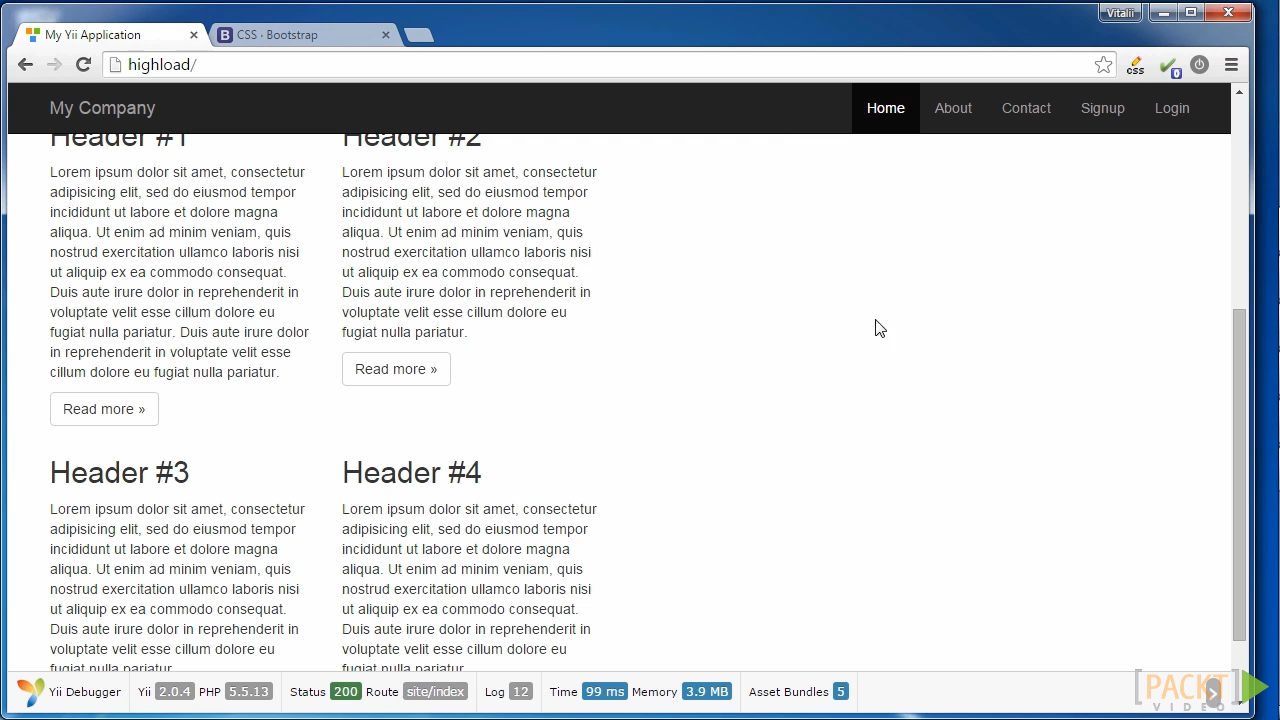 Vitalii
My Yii Application
CSS · Bootstrap
highload/
css
0
My Company
Home
About
Contact
Signup
Login
Header #1
Lorem ipsum dolor sit amet, consectetur
adipisicing elit, sed do eiusmod tempor
incididunt ut labore et dolore magna
aliqua. Ut enim ad minim veniam, quis
nostrud exercitation ullamco laboris nisi
ut aliquip ex ea commodo consequat.
Duis aute irure dolor in reprehenderit in
voluptate velit esse cillum dolore eu
fugiat nulla pariatur. Duis aute irure dolor
in reprehenderit in voluptate velit esse
cillum dolore eu fugiat nulla pariatur.
Read more »
Header #2
Lorem ipsum dolor sit amet, consectetur
adipisicing elit, sed do eiusmod tempor
incididunt ut labore et dolore magna
aliqua. Ut enim ad minim veniam, quis
nostrud exercitation ullamco laboris nisi
ut aliquip ex ea commodo consequat.
Duis aute irure dolor in reprehenderit in
voluptate velit esse cillum dolore eu
fugiat nulla pariatur.
Read more »
Header #3
Lorem ipsum dolor sit amet, consectetur
adipisicing elit, sed do eiusmod tempor
incididunt ut labore et dolore magna
aliqua. Ut enim ad minim veniam, quis
nostrud exercitation ullamco laboris nisi
ut aliquip ex ea commodo consequat.
Duis aute irure dolor in reprehenderit in
voluptate velit esse cillum dolore eu
fugiat nulla pariatur.
Header #4
Lorem ipsum dolor sit amet, consectetur
adipisicing elit, sed do eiusmod tempor
incididunt ut labore et dolore magna
aliqua. Ut enim ad minim veniam, quis
nostrud exercitation ullamco laboris nisi
ut aliquip ex ea commodo consequat.
Duis aute irure dolor in reprehenderit in
voluptate velit esse cillum dolore eu
fugiat nulla pariatur.
Yii Debugger
Yii 2.0.4 PHP 5.5.13
Status 200 Route site/index
Log 12
Time 99 ms Memory 3.9 MB
Asset Bundles 5
PACKT
VIDEO